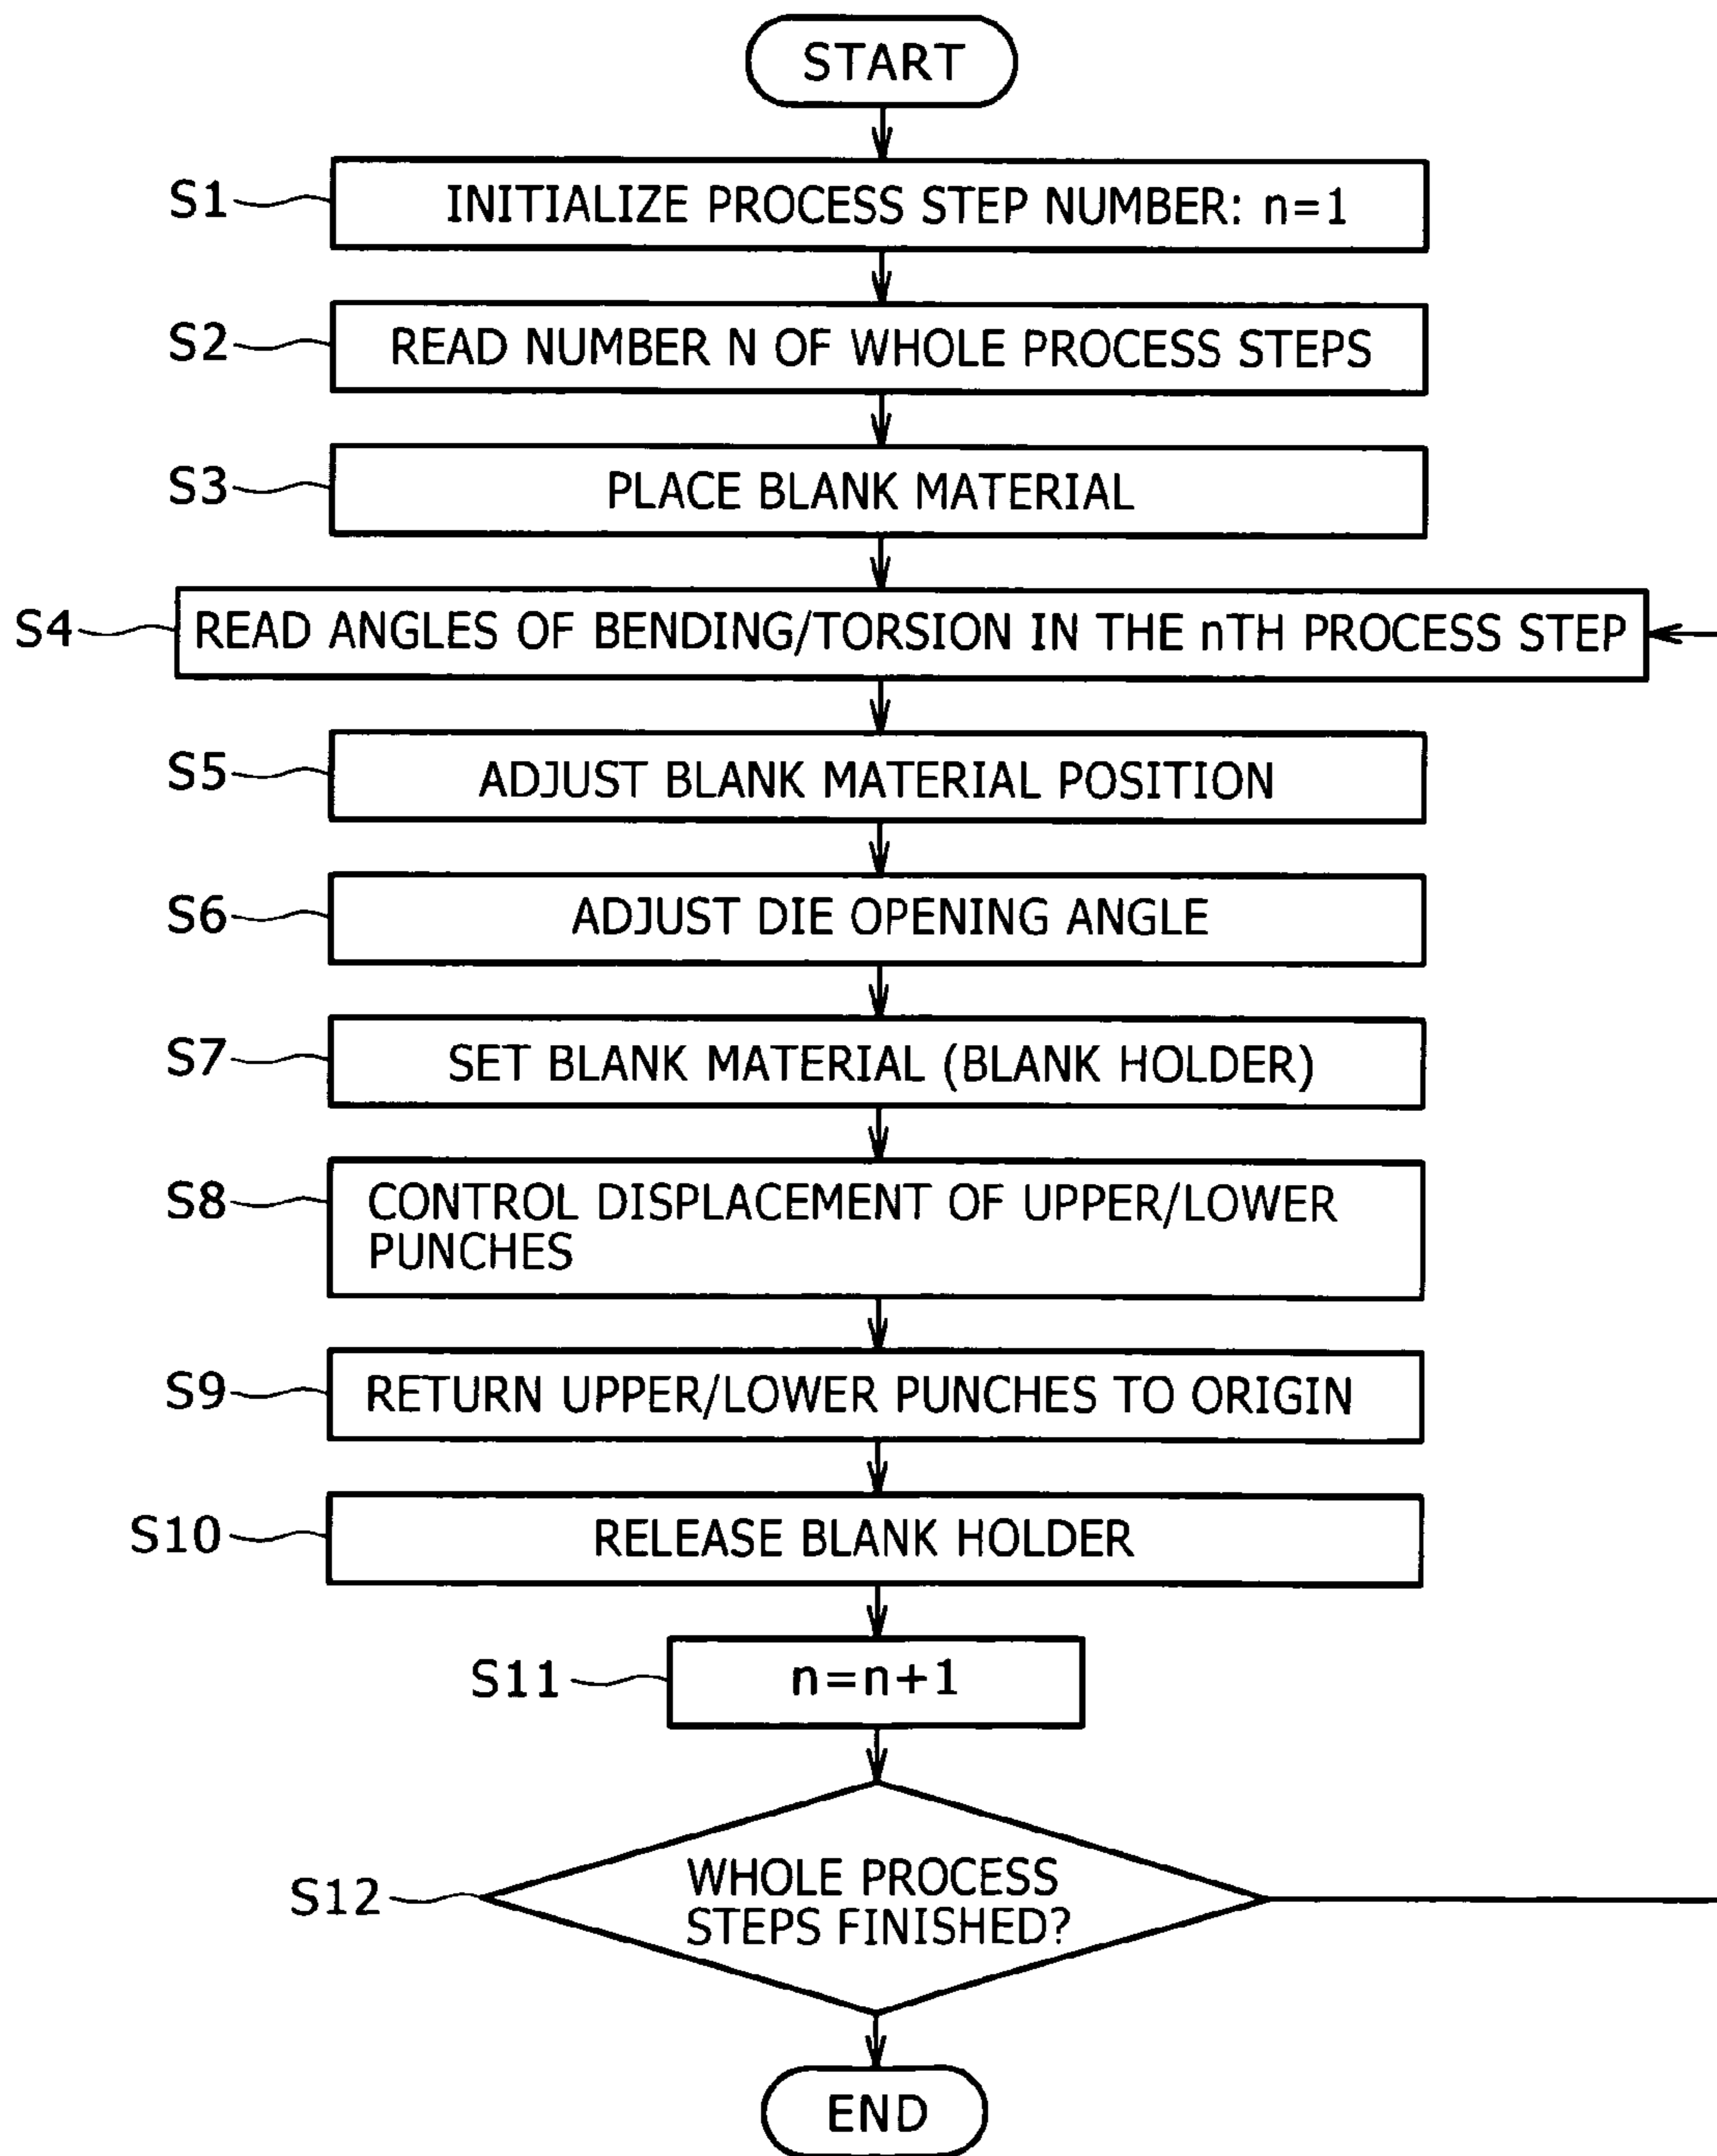 START
S1 INITIALIZE PROCESS STEP NUMBER: n=1
S2 READ NUMBER N OF WHOLE PROCESS STEPS
S3 PLACE BLANK MATERIAL
S4 READ ANGLES OF BENDING/TORSION IN THE nTH PROCESS STEP
S5 ADJUST BLANK MATERIAL POSITION
S6 ADJUST DIE OPENING ANGLE
S7 SET BLANK MATERIAL (BLANK HOLDER)
S8 CONTROL DISPLACEMENT OF UPPER/LOWER
PUNCHES
S9 RETURN UPPER/LOWER PUNCHES TO ORIGIN
S10 RELEASE BLANK HOLDER
S11 n=n+1
S12 WHOLE PROCESS
STEPS FINISHED?
END